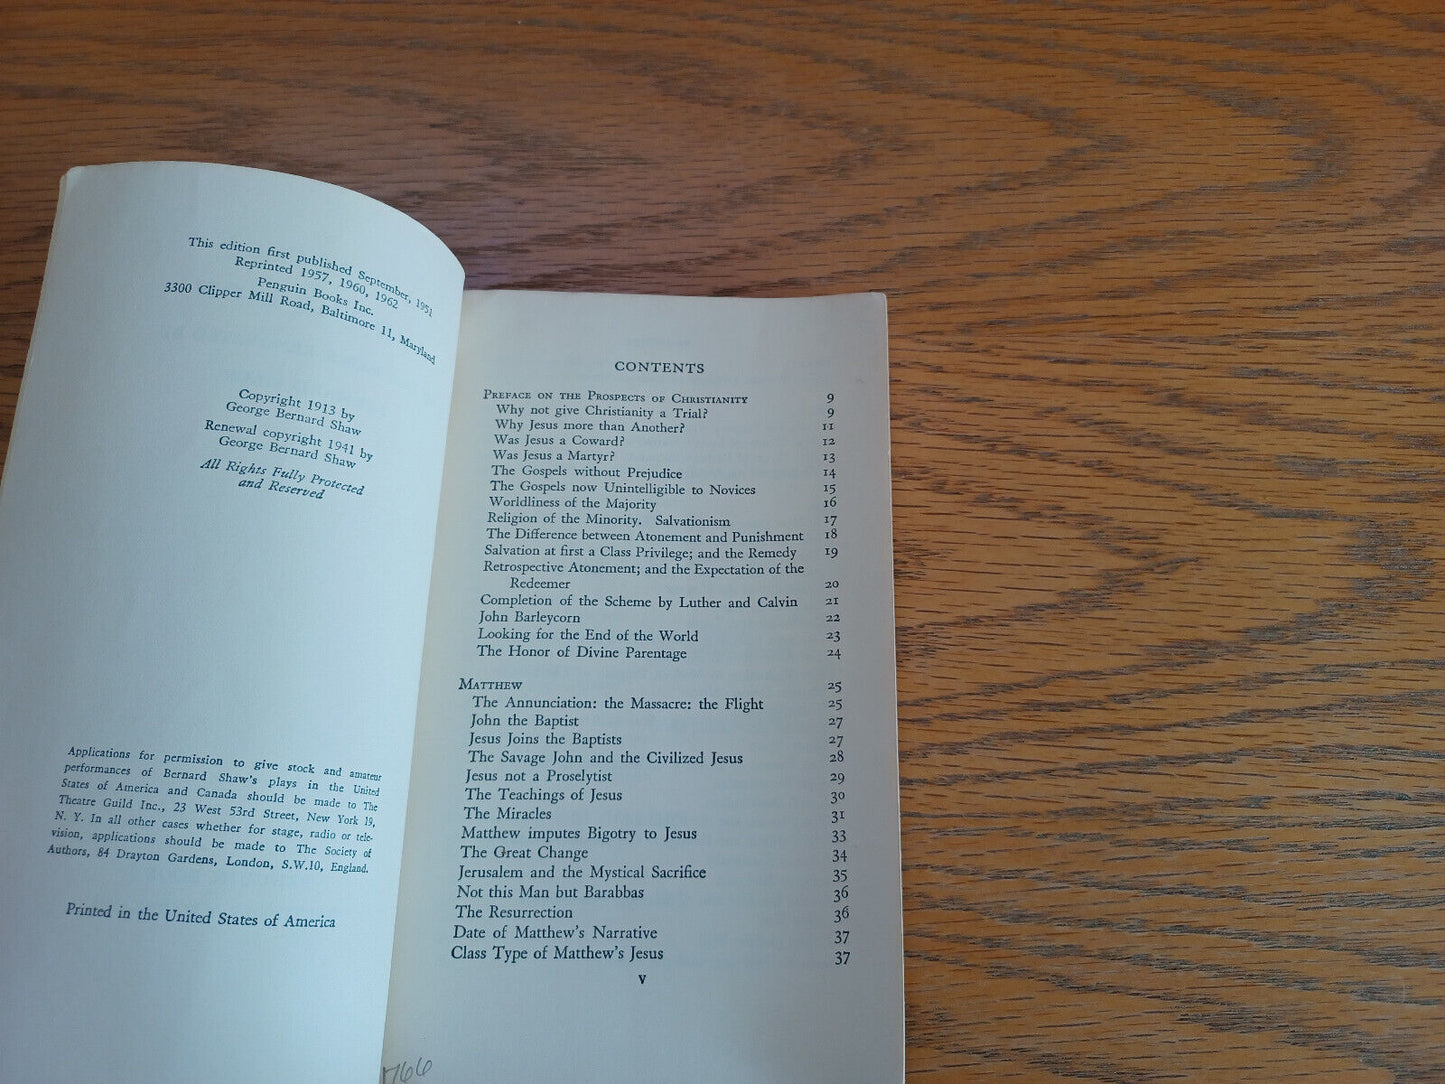 This edition first published September, 1951
Reprinted 1957, 1960, 1962
Penguin Books Inc.
3300 Clipper Mill Road, Baltimore 11, Maryland
Copyright 1913 by
George Bernard Shaw
Renewal copyright 1941 by
George Bernard Shaw
All Rights Fully Protected
and Reserved
Applications for permission to give stock and amateur
performances of Bernard Shaw's plays in the United
States of America and Canada should be made to The
Theatre Guild Inc., 23 West 53rd Street, New York 19,
N. Y. In all other cases whether for stage, radio or tele-
vision, applications should be made to The Society of
Authors, 84 Drayton Gardens, London, S.W.10, England.
Printed in the United States of America
CONTENTS
Preface on the Prospects of Christianity 9
Why not give Christianity a Trial? 9
Why Jesus more than Another? 11
Was Jesus a Coward? 12
Was Jesus a Martyr? 13
The Gospels without Prejudice 14
The Gospels now Unintelligible to Novices 15
Worldliness of the Majority 16
Religion of the Minority. Salvationism 17
The Difference between Atonement and Punishment 18
Salvation at first a Class Privilege; and the Remedy 19
Retrospective Atonement; and the Expectation of the
Redeemer 20
Completion of the Scheme by Luther and Calvin 21
John Barleycorn 22
Looking for the End of the World 23
The Honor of Divine Parentage 24
Matthew 25
The Annunciation: the Massacre: the Flight 25
John the Baptist 27
Jesus Joins the Baptists 27
The Savage John and the Civilized Jesus 28
Jesus not a Proselytist 29
The Teachings of Jesus 30
The Miracles 31
Matthew imputes Bigotry to Jesus 33
The Great Change 34
Jerusalem and the Mystical Sacrifice 35
Not this Man but Barabbas 36
The Resurrection 36
Date of Matthew's Narrative 37
Class Type of Matthew's Jesus 37
v